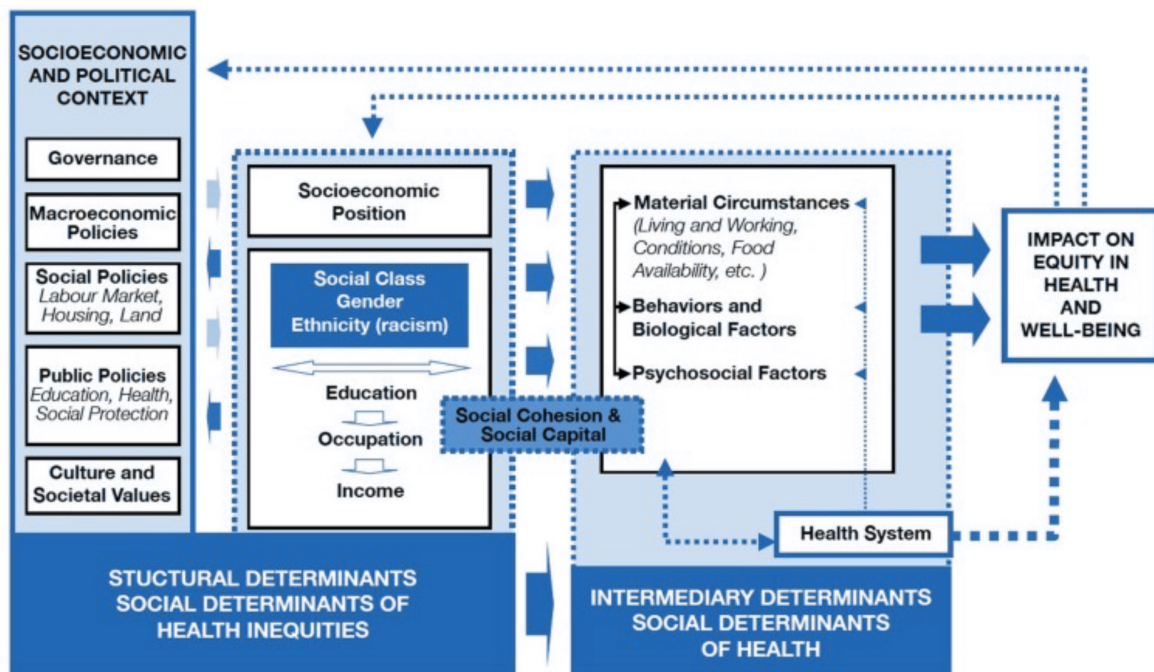 SOCIOECONOMIC
AND POLITICAL
CONTEXT
Governance
Macroeconomic
Policies
Social Policies
Labour Market,
Housing, Land
Public Policies
Education, Health,
Social Protection
Culture and
Societal Values
Socioeconomic
Position
Social Class
Gender
Ethnicity (racism)
Education
Occupation
Income
Social Cohesion &
Social Capital
Material Circumstances
(Living and Working,
Conditions, Food
Availability, etc. )
Behaviors and
Biological Factors
Psychosocial Factors
Health System
IMPACT ON
EQUITY IN
HEALTH
AND
WELL-BEING
STUCTURAL DETERMINANTS
SOCIAL DETERMINANTS OF
HEALTH INEQUITIES
INTERMEDIARY DETERMINANTS
SOCIAL DETERMINANTS
OF HEALTH